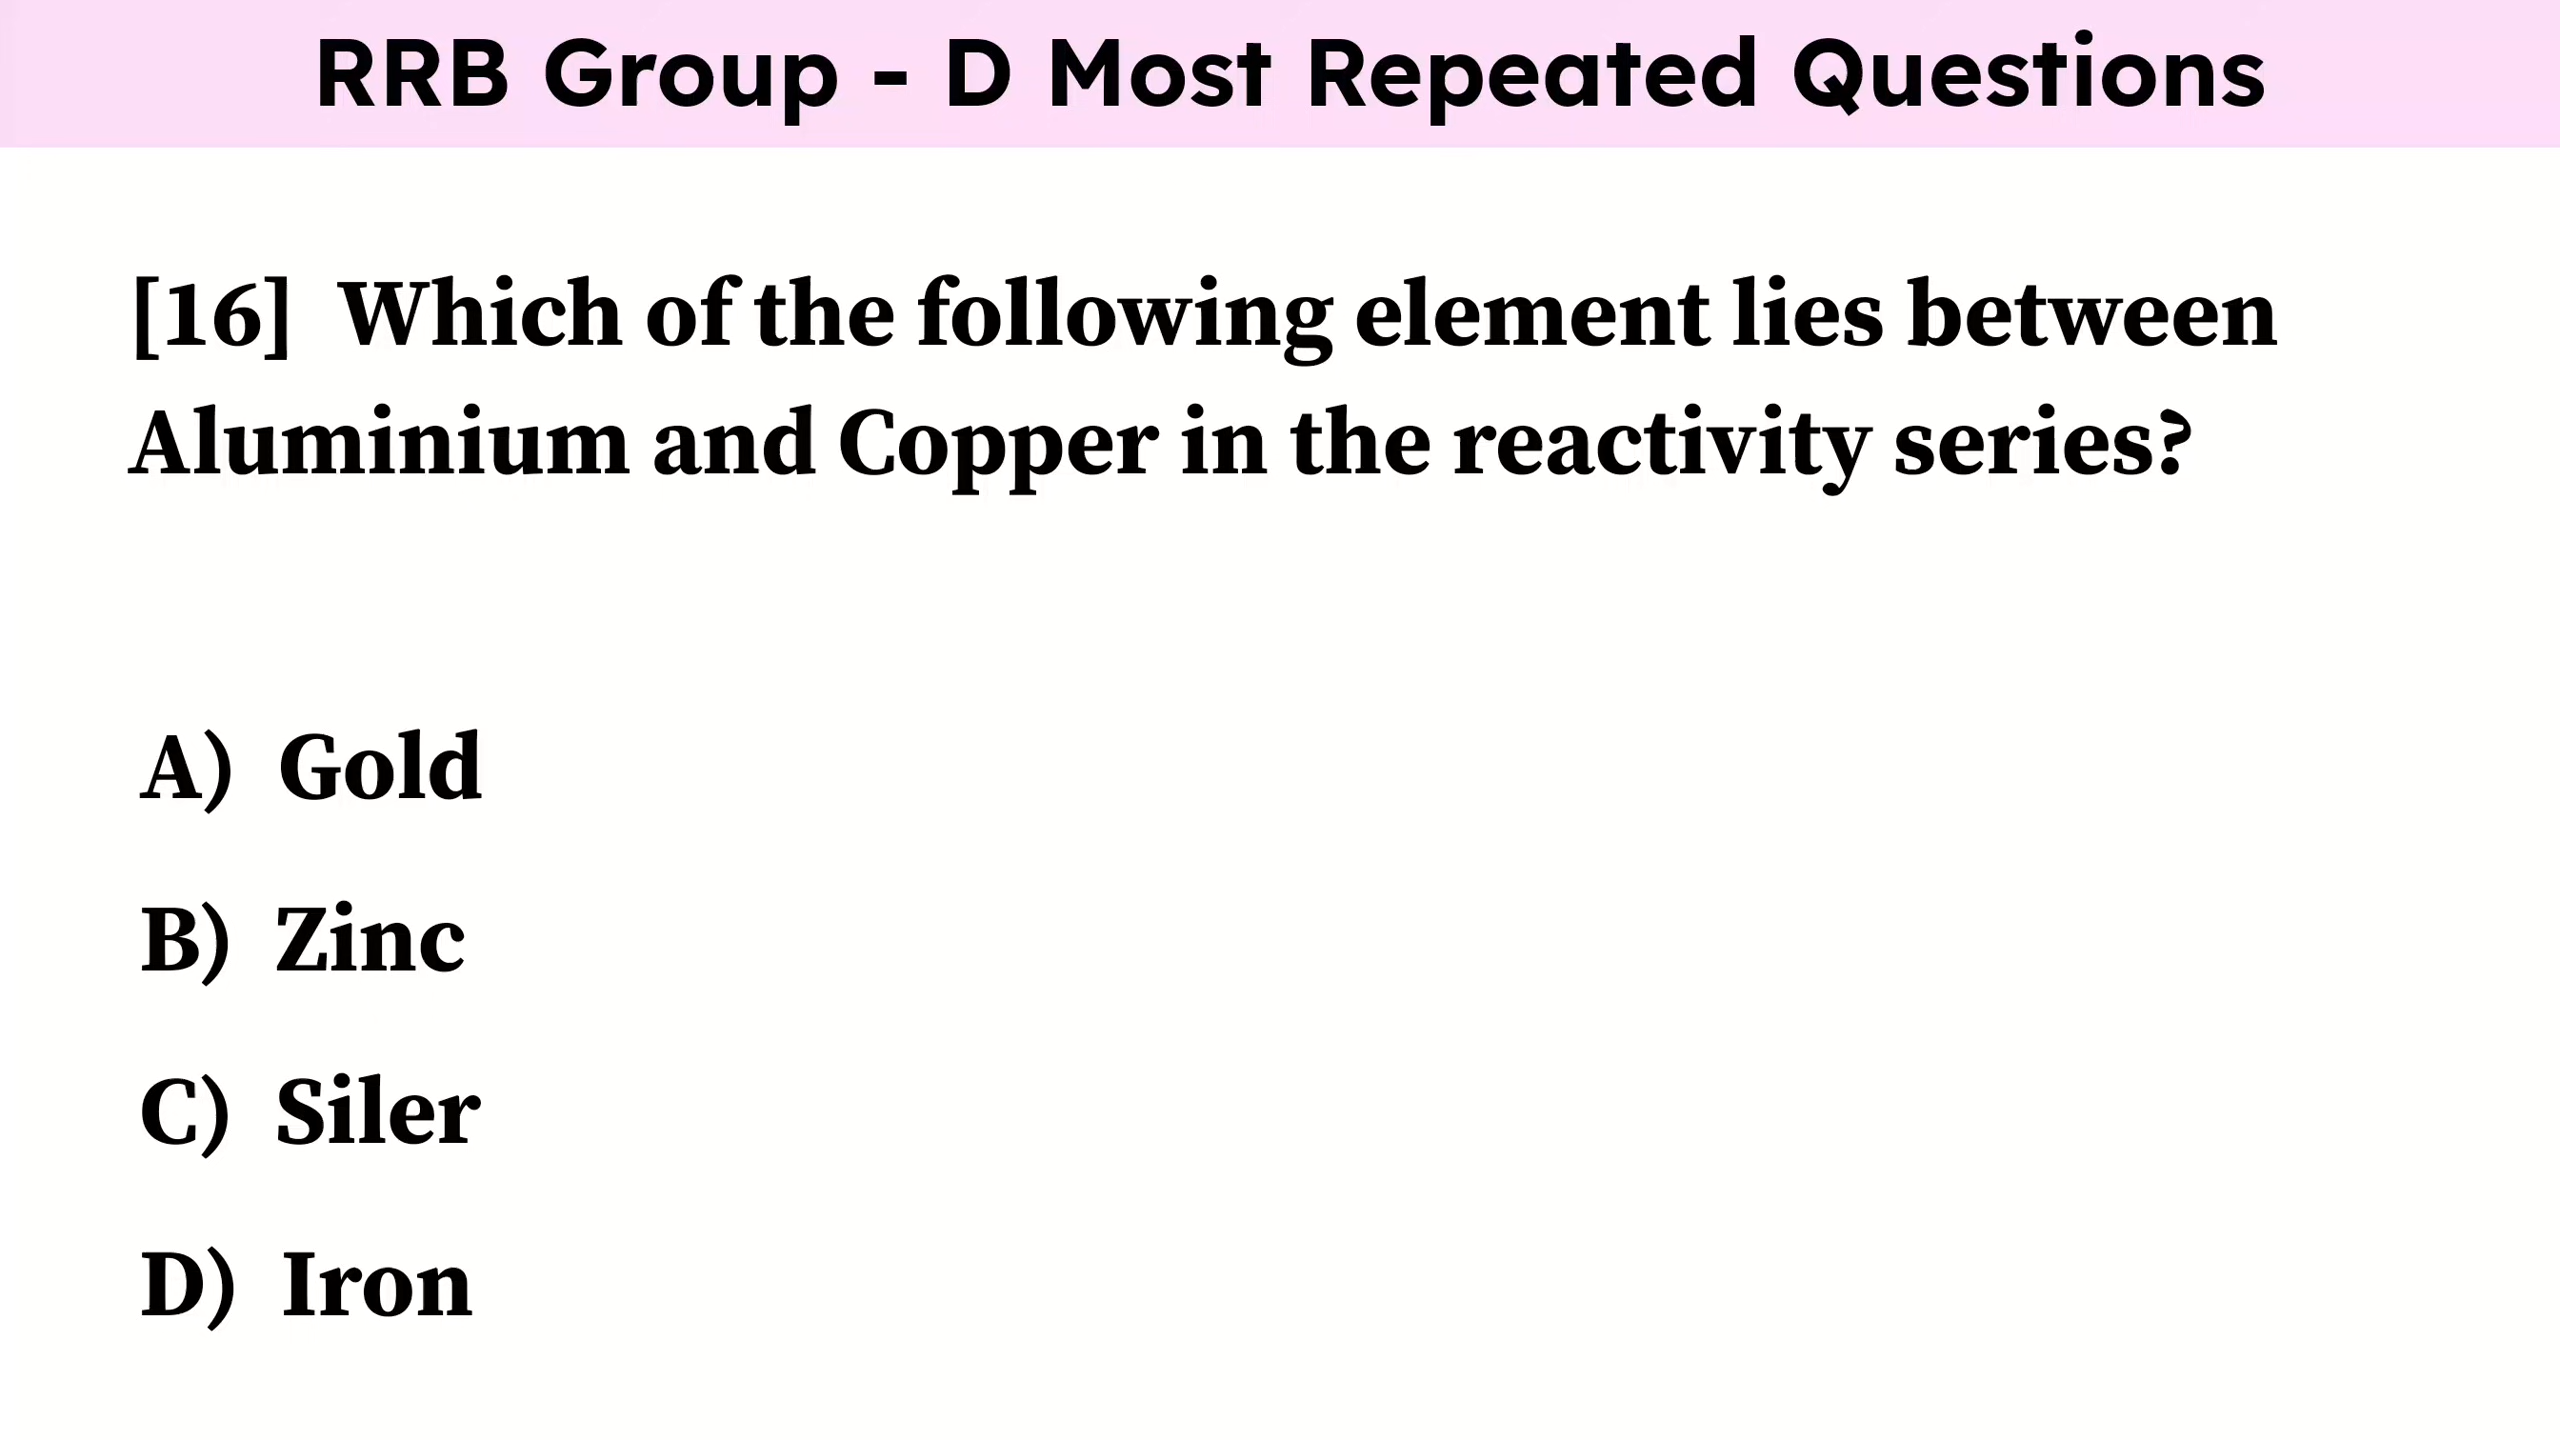 RRB Group - D Most Repeated Questions
[16] Which of the following element lies between
Aluminium and Copper in the reactivity series?
A) Gold
B) Zinc
C) Siler
D) Iron